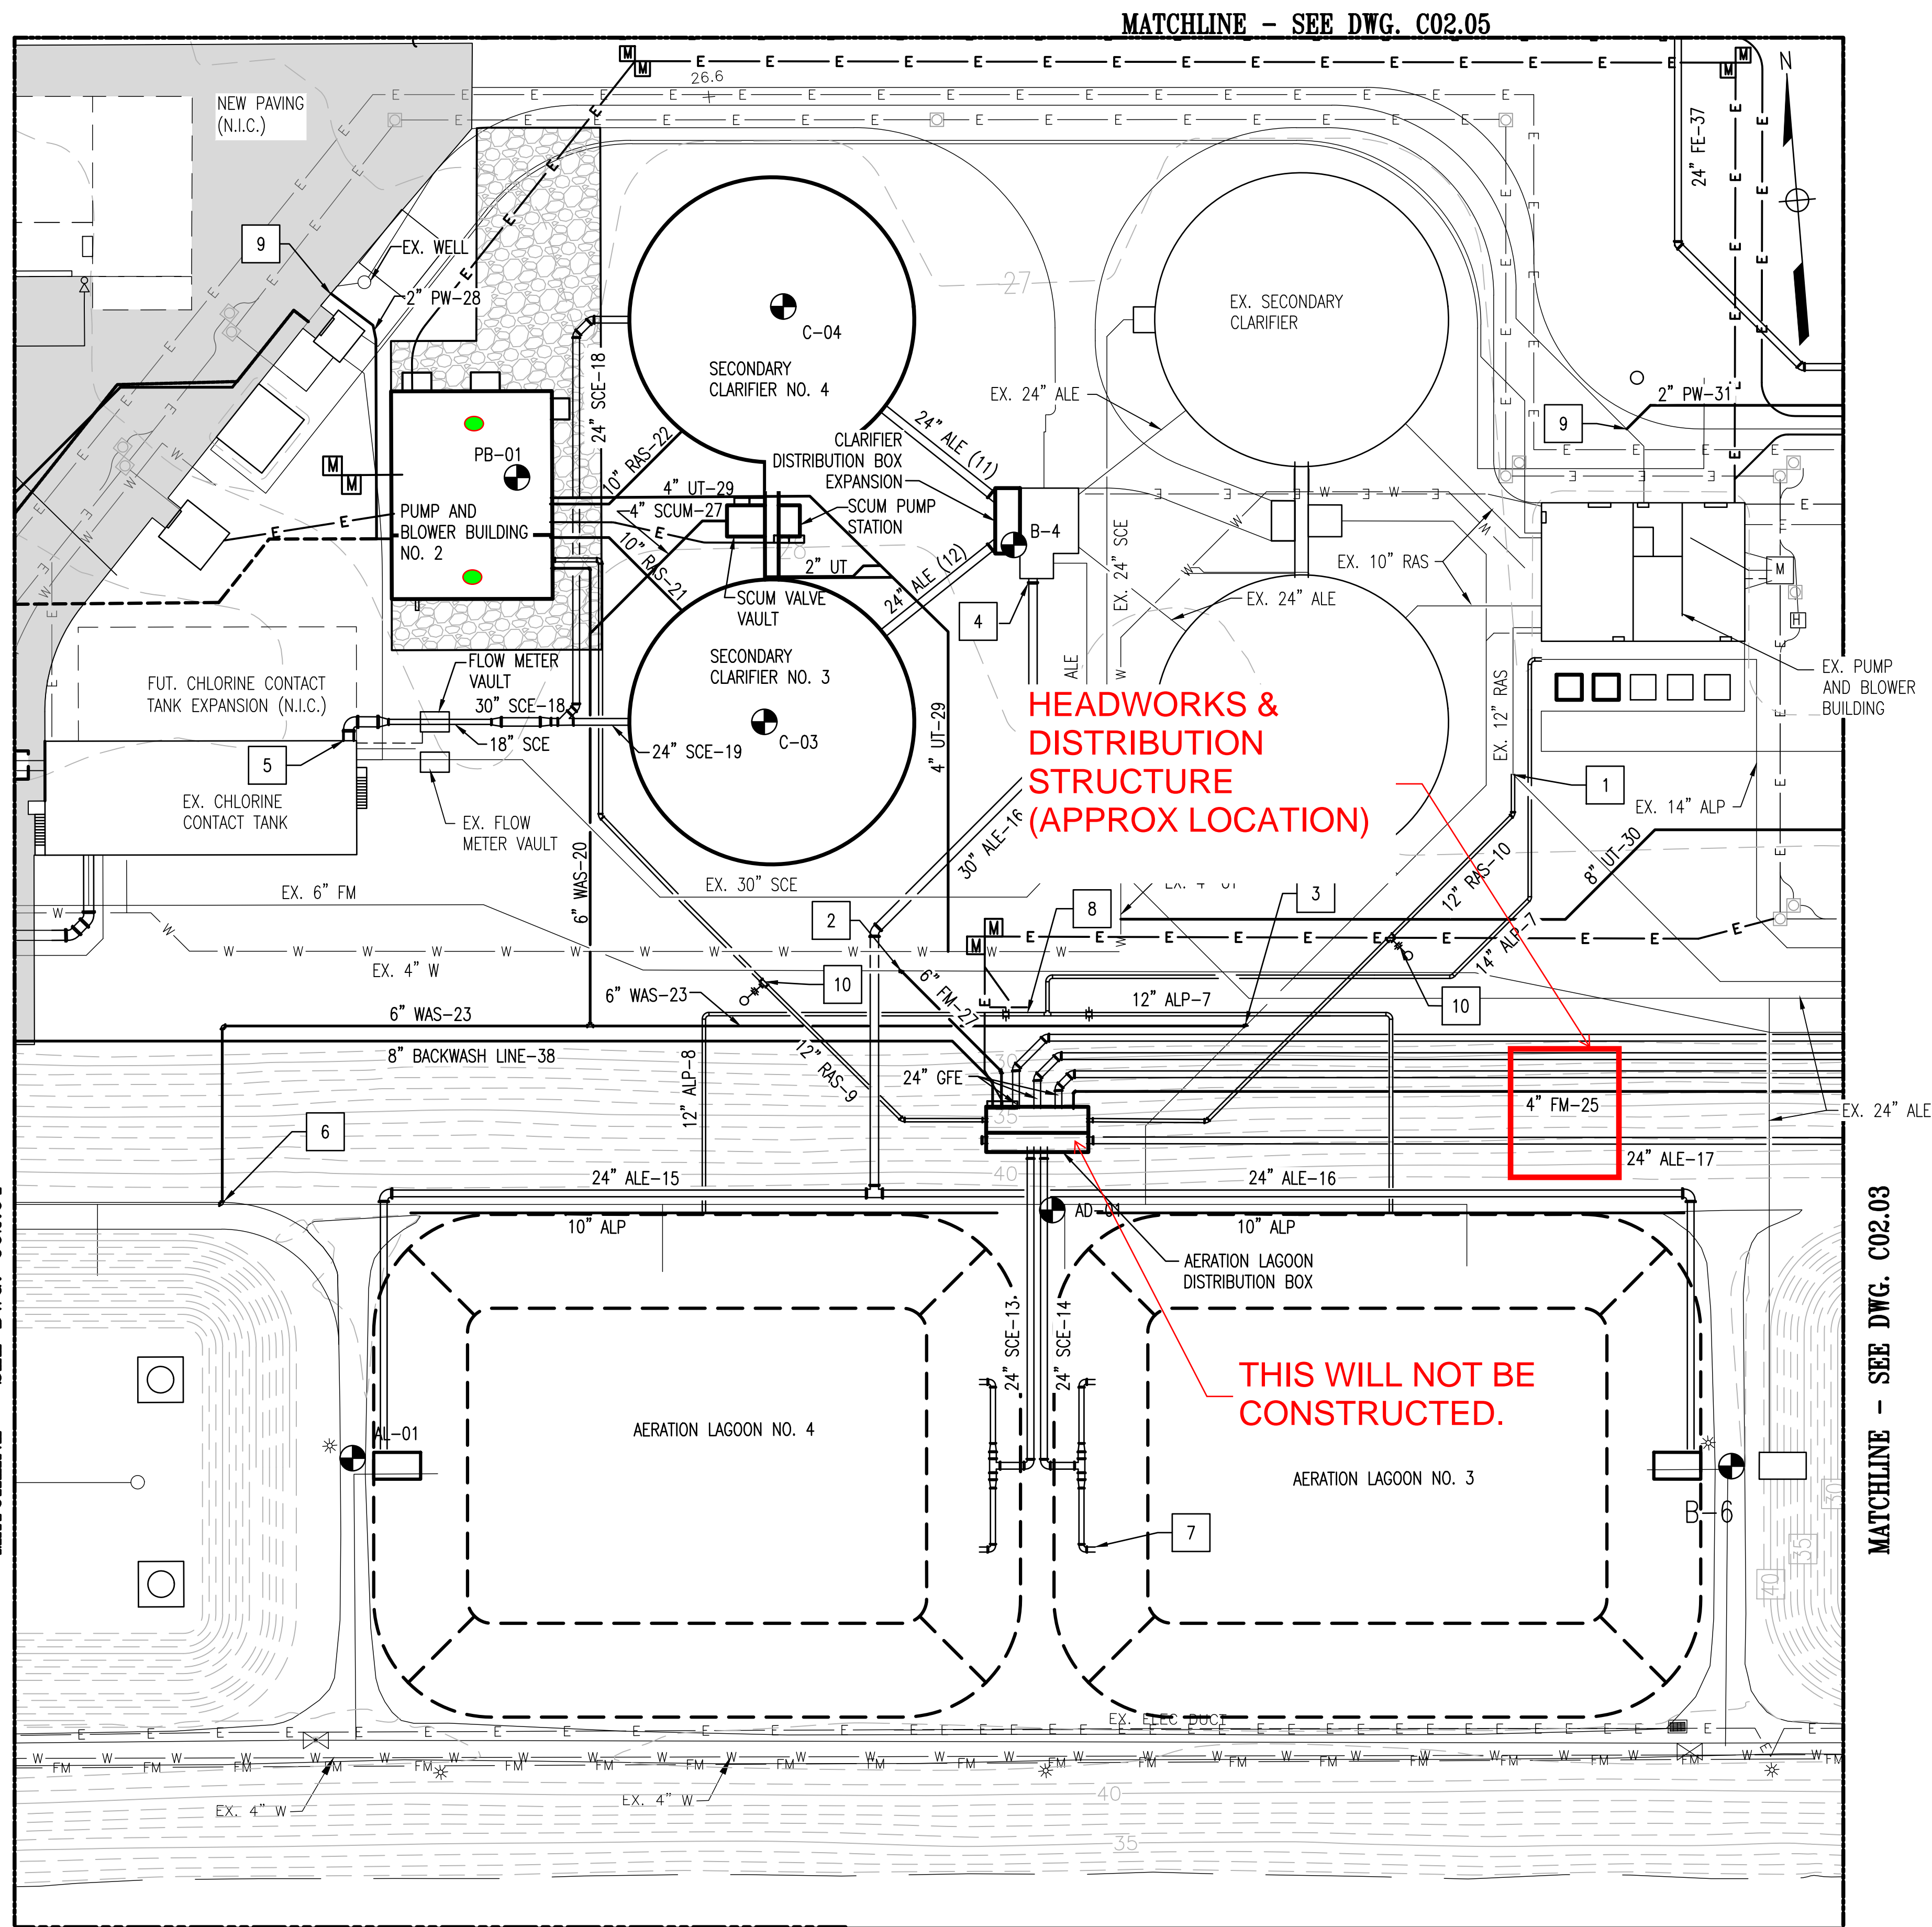 MATCHLINE - SEE DWG. C02.05
26.6
N
NEW PAVING
(N.I.C.)
24" FE-37
9
EX. WELL
2" PW-28
27
C-04
SECONDARY
CLARIFIER NO. 4
24" SCE-18
EX. SECONDARY
CLARIFIER
EX. 24" ALE
2" PW-31
9
24" ALE (11)
CLARIFIER
DISTRIBUTION BOX
EXPANSION
PB-01
10" RAS-22
4" UT-29
4" SCUM-27
SCUM PUMP
STATION
PUMP AND
BLOWER BUILDING
NO. 2
B-4
EX. 24" SCE
EX. 10" RAS
10" RAS-21
2" UT
24" ALE (12)
SCUM VALVE
VAULT
4
EX. 24" ALE
M
H
FLOW METER
VAULT
SECONDARY
CLARIFIER NO. 3
ALE
EX. PUMP
AND BLOWER
BUILDING
FUT. CHLORINE CONTACT
TANK EXPANSION (N.I.C.)
30" SCE-18
18" SCE
24" SCE-19
C-03
4" UT-29
HEADWORKS &
DISTRIBUTION
STRUCTURE
(APPROX LOCATION)
EX. 12" RAS
5
1
EX. 14" ALP
EX. CHLORINE
CONTACT TANK
EX. FLOW
METER VAULT
30" ALE-16
8" UT-30
EX. 6" FM
6" WAS-20
EX. 30" SCE
12" RAS-10
2
8
3
EX. 4" W
14" ALP-7
6" FM-27
10
10
6" WAS-23
6" WAS-23
12" ALP-7
8" BACKWASH LINE-38
12" ALP-8
12" RAS-9
30
24" GFE
4" FM-25
35
EX. 24" ALE
6
40
24" ALE-15
24" ALE-16
24" ALE-17
AD-01
10" ALP
10" ALP
AERATION LAGOON
DISTRIBUTION BOX
MATCHLINE - SEE DWG. C02.03
24" SCE-13
24" SCE-14
THIS WILL NOT BE
CONSTRUCTED.
AL-01
AERATION LAGOON NO. 4
AERATION LAGOON NO. 3
B-6
7
35
40
EX. ELEC DUCT
EX. 4" W
EX. 4" W
40
35